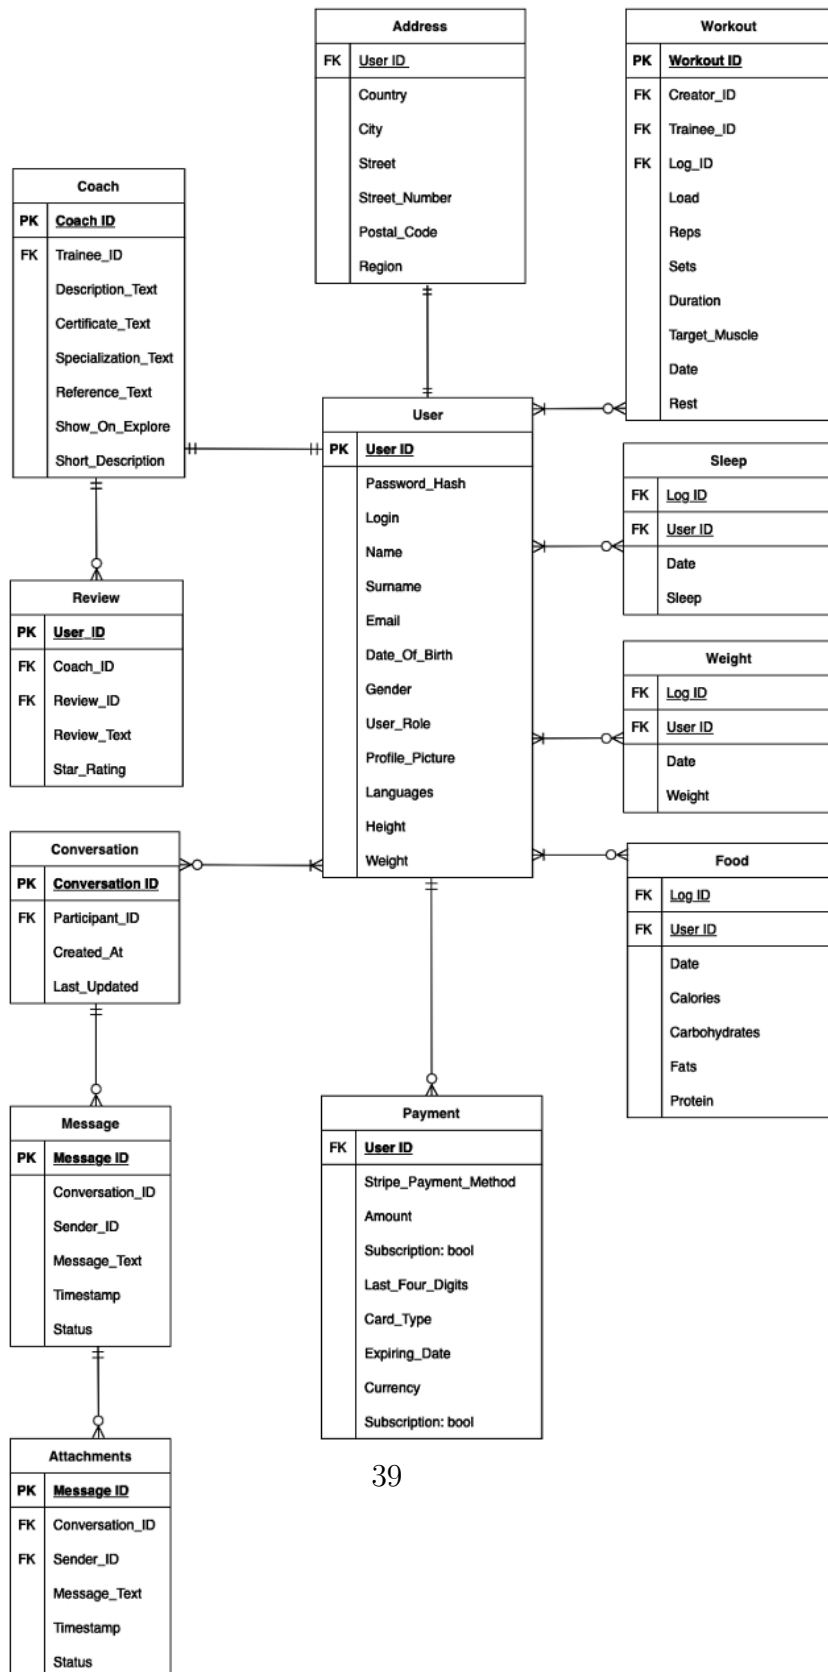 Address
FK User ID
Country
City
Street
Street_Number
Postal_Code
Region
Workout
PK Workout ID
FK Creator_ID
FK Trainee_ID
FK Log_ID
Load
Reps
Sets
Duration
Target_Muscle
Date
Rest
Coach
PK Coach ID
FK Trainee_ID
Description_Text
Certificate_Text
Specialization_Text
Reference_Text
Show_On_Explore
Short_Description
User
PK User ID
Password_Hash
Login
Name
Surname
Email
Date_Of_Birth
Gender
User_Role
Profile_Picture
Languages
Height
Weight
Sleep
FK Log ID
FK User ID
Date
Sleep
Review
PK User_ID
FK Coach_ID
FK Review_ID
Review_Text
Star_Rating
Weight
FK Log ID
FK User ID
Date
Weight
Conversation
PK Conversation ID
FK Participant_ID
Created_At
Last_Updated
Food
FK Log ID
FK User ID
Date
Calories
Carbohydrates
Fats
Protein
Message
PK Message ID
Conversation_ID
Sender_ID
Message_Text
Timestamp
Status
Payment
FK User ID
Stripe_Payment_Method
Amount
Subscription: bool
Last_Four_Digits
Card_Type
Expiring_Date
Currency
Subscription: bool
Attachments
PK Message ID
FK Conversation_ID
FK Sender_ID
Message_Text
Timestamp
Status
39